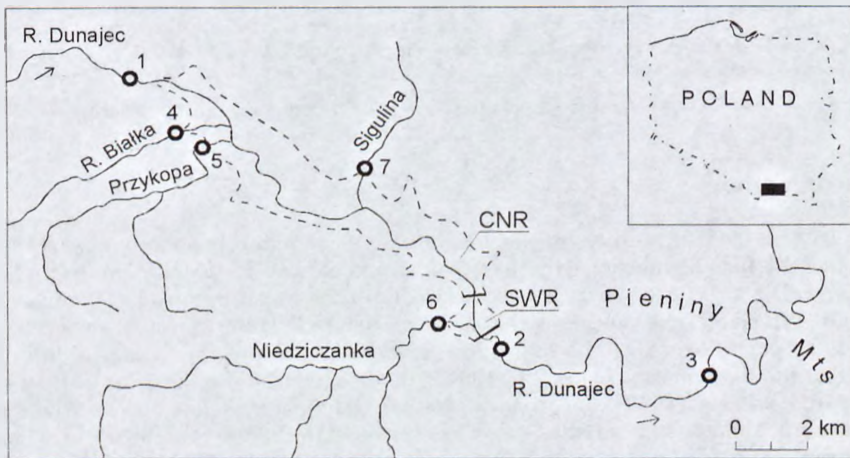 R. Dunajec
1
4
R. Białka
5
Przykopa
Sigulina
7
POLAND
CNR
SWR
6
2
Niedziczanka
R. Dunajec
3
Pieniny
Mts
0 2 km